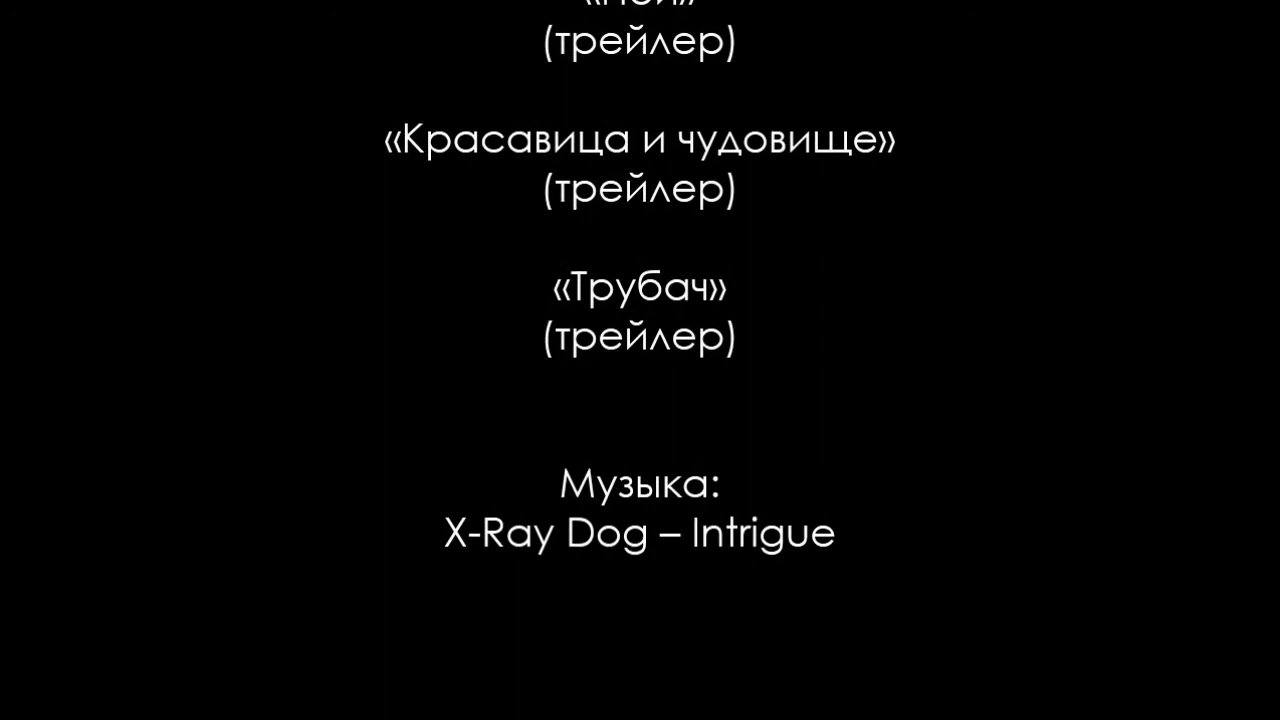 (трейлер)
«Красавица и чудовище»
(трейлер)
«Трубач»
(трейлер)
Музыка:
X-Ray Dog – Intrigue